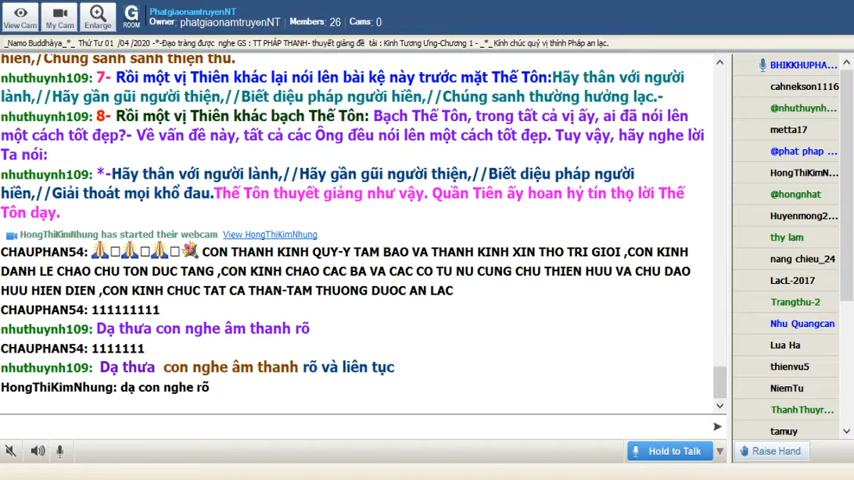 View Cam
My Cam
Enlarge
G ROOM
PhatgiaonamtruyenNT
Owner: phatgiaonamtruyenNT | Members: 26 | Cams: 0
_Namo Buddhàya_*_ Thứ Tư 01 /04 /2020 -*-Đạo tràng được nghe GS : TT PHÁP THANH- thuyết giảng đề tài : Kinh Tương Ưng-Chương 1 - _*_ Kính chúc quý vị thính Pháp an lạc.
hiền,/Chúng sanh sanh thiện thú.
nhuthuynh109: 7- Rồi một vị Thiên khác lại nói lên bài kệ này trước mặt Thế Tôn:Hãy thân với người
lành,//Hãy gần gũi người thiện,//Biết diệu pháp người hiền,//Chúng sanh thường hưởng lạc.-
nhuthuynh109: 8- Rồi một vị Thiên khác bạch Thế Tôn: Bạch Thế Tôn, trong tất cả vị ấy, ai đã nói lên
một cách tốt đẹp?- Về vấn đề này, tất cả các Ông đều nói lên một cách tốt đẹp. Tuy vậy, hãy nghe lời
Ta nói:
*-Hãy thân với người lành,//Hãy gần gũi người thiện,//Biết diệu pháp người
hiền,//Giải thoát mọi khổ đau.Thế Tôn thuyết giảng như vậy. Quần Tiên ấy hoan hỷ tín thọ lời Thế
Tôn dạy.
HongThiKimNhung has started their webcam View HongThiKimNhung
CHAUPHAN54: CON THANH KINH QUY-Y TAM BAO VA THANH KINH XIN THO TRI GIOI ,CON KINH
DANH LE CHAO CHU TON DUC TANG ,CON KINH CHAO CAC BA VA CAC CO TU NU CUNG CHU THIEN HUU VA CHU DAO
HUU HIEN DIEN ,CON KINH CHUC TAT CA THAN-TAM THUONG DUOC AN LAC
CHAUPHAN54: 111111111
nhuthuynh109: Dạ thưa con nghe âm thanh rõ
CHAUPHAN54: 1111111
nhuthuynh109: Dạ thưa con nghe âm thanh rõ và liên tục
HongThiKimNhung: dạ con nghe rõ
Hold to Talk
BHIKKHUPHA...
cahnekson1116
@nhuthuynh...
metta17
@phat phap ...
HongThiKimN...
@hongnhat
Huyenmong2...
thy lam
nang chieu_24
LacL-2017
Trangthu-2
Nhu Quangcan
Lua Ha
thienvu5
NiemTu
ThanhThuyr...
tamuy
Raise Hand